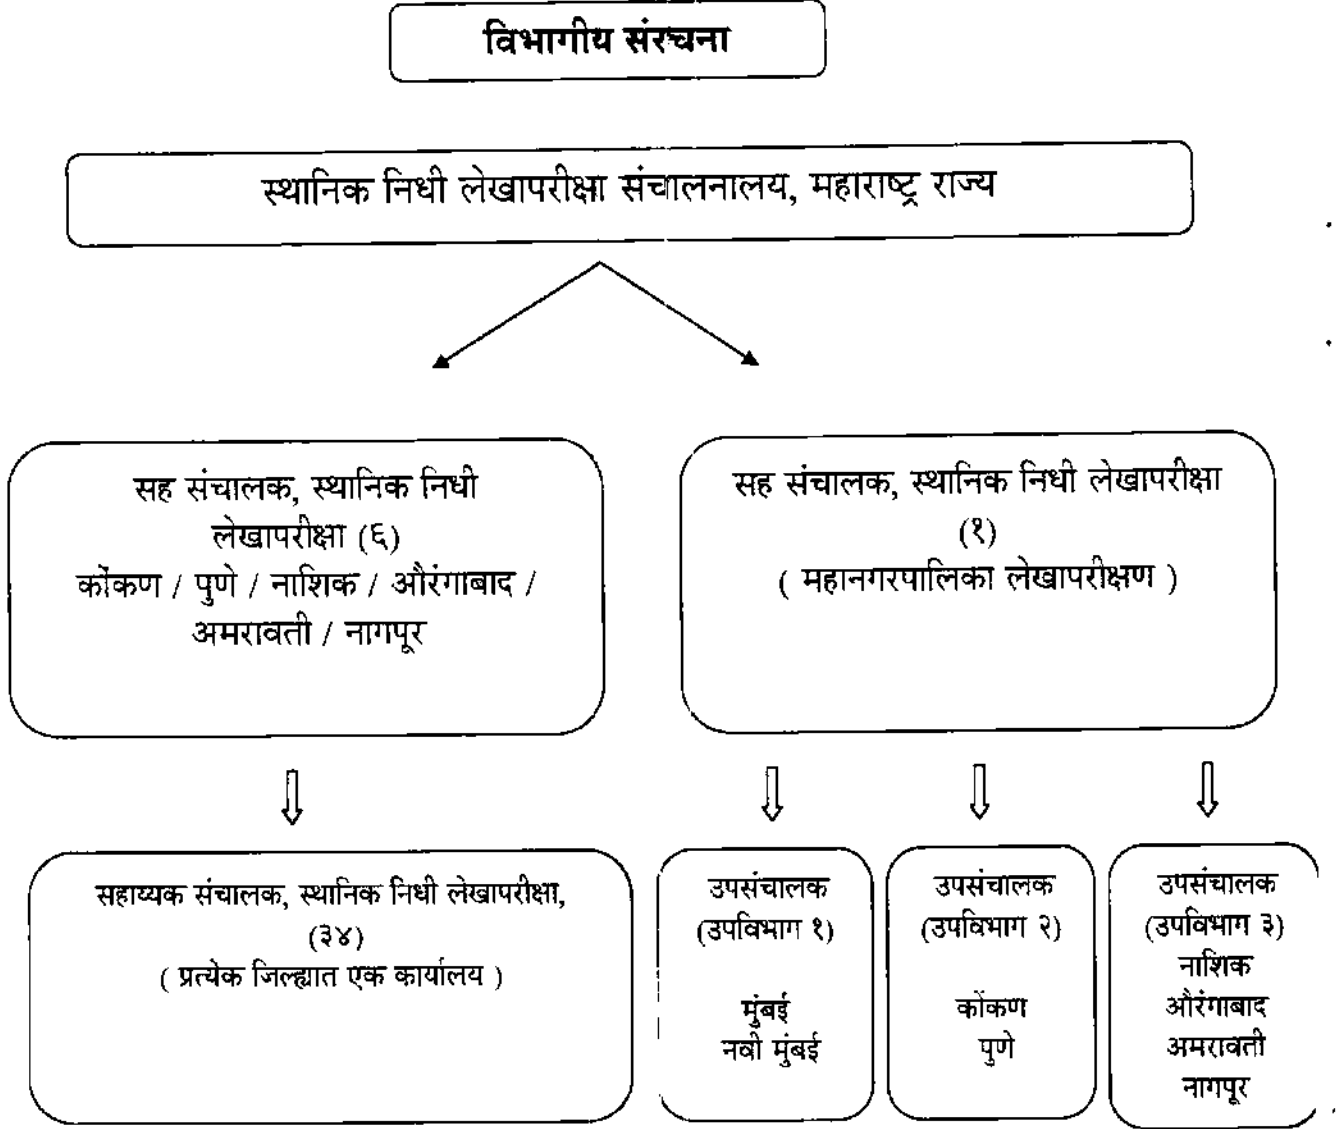 विभागीय संरचना
स्थानिक निधी लेखापरीक्षा संचालनालय, महाराष्ट्र राज्य
सह संचालक, स्थानिक निधी
लेखापरीक्षा (६)
कोंकण / पुणे / नाशिक / औरंगाबाद /
अमरावती / नागपूर
सह संचालक, स्थानिक निधी लेखापरीक्षा
(१)
( महानगरपालिका लेखापरीक्षण )
सहाय्यक संचालक, स्थानिक निधी लेखापरीक्षा,
(३४)
( प्रत्येक जिल्ह्यात एक कार्यालय )
उपसंचालक
(उपविभाग १)
मुंबई
नवी मुंबई
उपसंचालक
(उपविभाग २)
कोंकण
पुणे
उपसंचालक
(उपविभाग ३)
नाशिक
औरंगाबाद
अमरावती
नागपूर